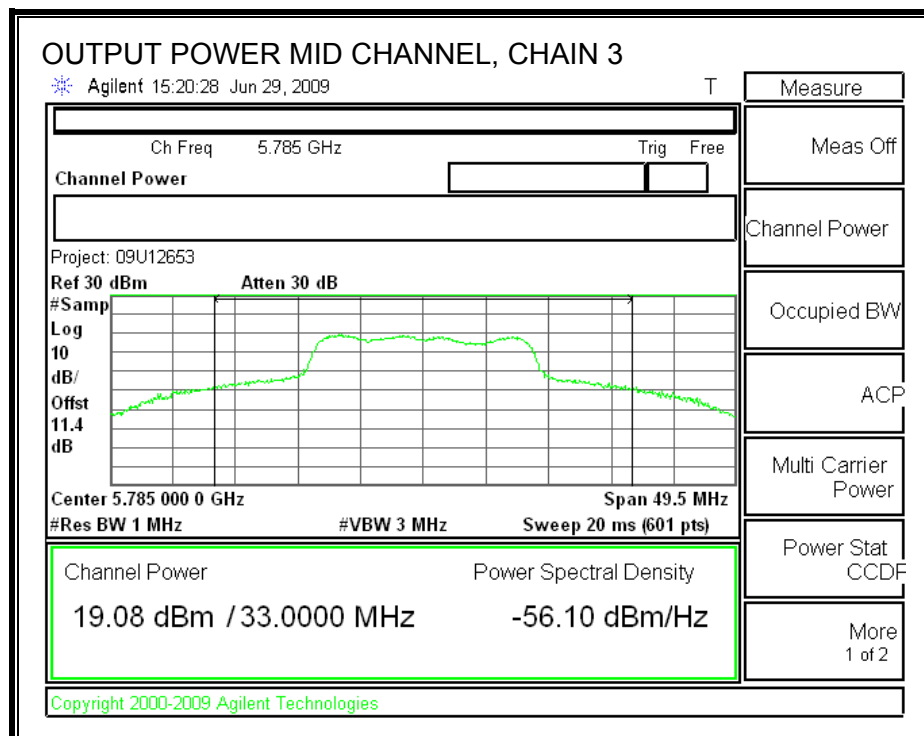 OUTPUT POWER MID CHANNEL, CHAIN 3
Agilent 15:20:28 Jun 29, 2009 T
Measure
Ch Freq 5.785 GHz Trig Free
Meas Off
Channel Power
Channel Power
Project: 09U12653
Ref 30 dBm Atten 30 dB
#Samp
Log
10
dB/
Offst
11.4
dB
Occupied BW
ACP
Multi Carrier
Power
Center 5.785 000 0 GHz Span 49.5 MHz
#Res BW 1 MHz #VBW 3 MHz Sweep 20 ms (601 pts)
Power Stat
CCDF
Channel Power Power Spectral Density
19.08 dBm / 33.0000 MHz -56.10 dBm/Hz
More
1 of 2
Copyright 2000-2009 Agilent Technologies